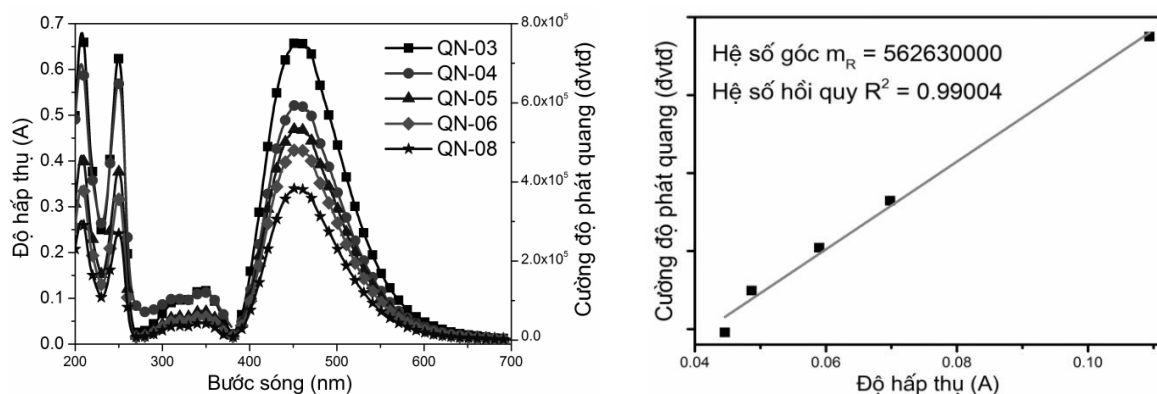 0.7
0.6
0.5
0.4
0.3
0.2
0.1
0.0
Độ hấp thụ (A)
200 300 400 500 600 700
Bước sóng (nm)
QN-03
QN-04
QN-05
QN-06
QN-08
8.0x10⁵
6.0x10⁵
4.0x10⁵
2.0x10⁵
0.0
Cường độ phát quang (đvtđ)
Cường độ phát quang (đvtđ)
Hệ số góc m_R = 562630000
Hệ số hồi quy R² = 0.99004
0.04 0.06 0.08 0.10
Độ hấp thụ (A)